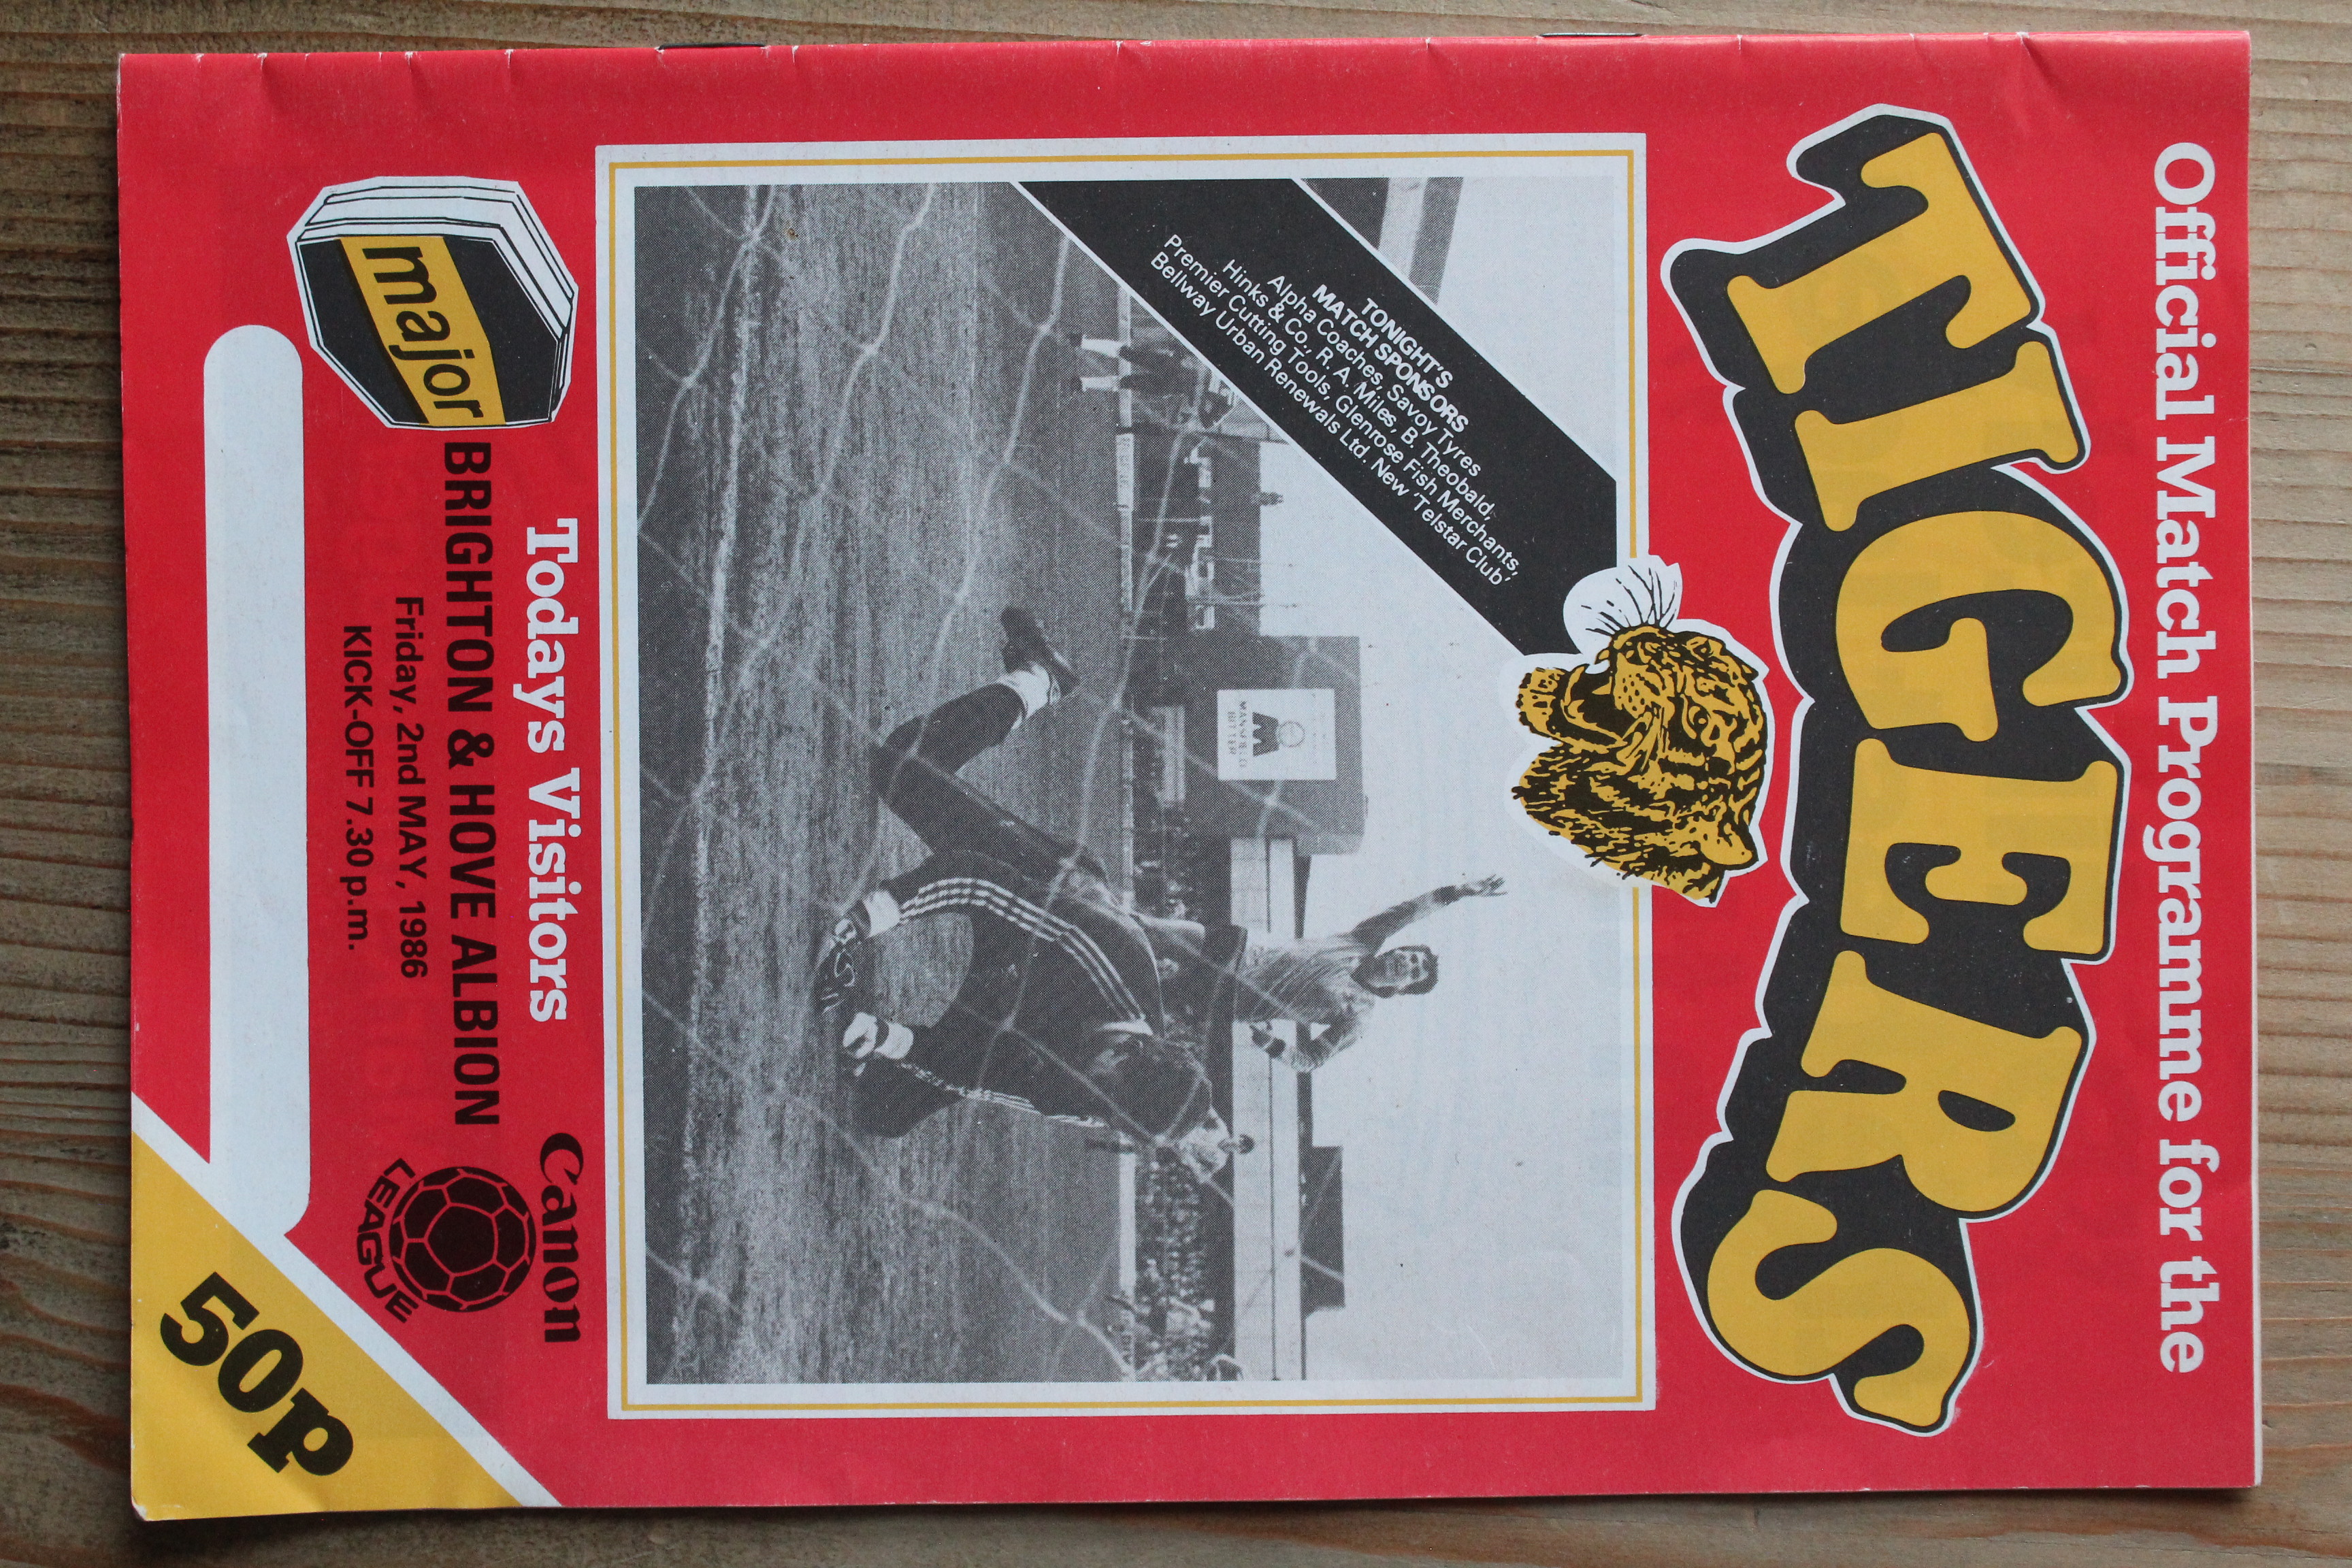 Official Match Programme for the
TIGERS
TONIGHT'S
MATCH SPONSORS
Alpha Coaches, Savoy Tyres
Hinks & Co., R. A. Miles, B. Theobald,
Premier Cutting Tools, Glenrose Fish Merchants,
Bellway Urban Renewals Ltd. New 'Telstar Club'
MANSFIELD
BITTER
Todays Visitors
major
BRIGHTON & HOVE ALBION
Friday, 2nd MAY, 1986
KICK-OFF 7.30 p.m.
Canon
LEAGUE
50p